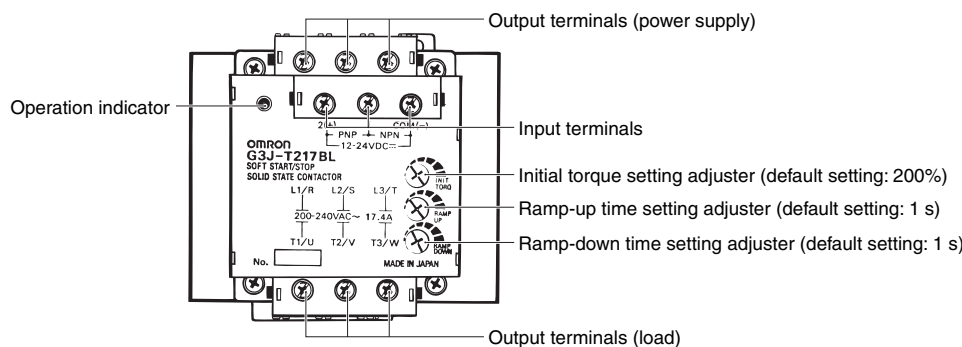 Output terminals (power supply)
Operation indicator
Input terminals
PNP NPN
12-24VDC
OMRON
G3J-T217BL
SOFT START/STOP
SOLID STATE CONTACTOR
INIT
TORQ
Initial torque setting adjuster (default setting: 200%)
L1/R L2/S L3/T
200-240VAC~ 17.4A
RAMP
UP
Ramp-up time setting adjuster (default setting: 1 s)
T1/U T2/V T3/W
RAMP
DOWN
Ramp-down time setting adjuster (default setting: 1 s)
No. MADE IN JAPAN
Output terminals (load)